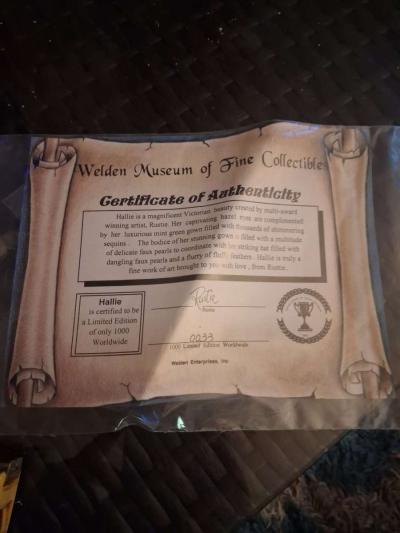 Welden Museum of Fine Collectibles
Certificate of Authenticity
Hallie is a magnificent Victorian beauty created by multi-award
winning artist, Rustie. Her captivating hazel eyes are complimented
by her luxurious mint green gown filled with thousands of shimmering
sequins . The bodice of her stunning gown is filled with a multitude
of delicate faux pearls to coordinate with her striking hat filled with
dangling faux pearls and a flurry of fluffy feathers. Hallie is truly a
fine work of art brought to you with love , from Rustie.
Hallie
is certified to be
a Limited Edition
of only 1000
Worldwide
Rustie
Rustie
0033
1000 Limited Edition Worldwide
Welden Enterprises, Inc